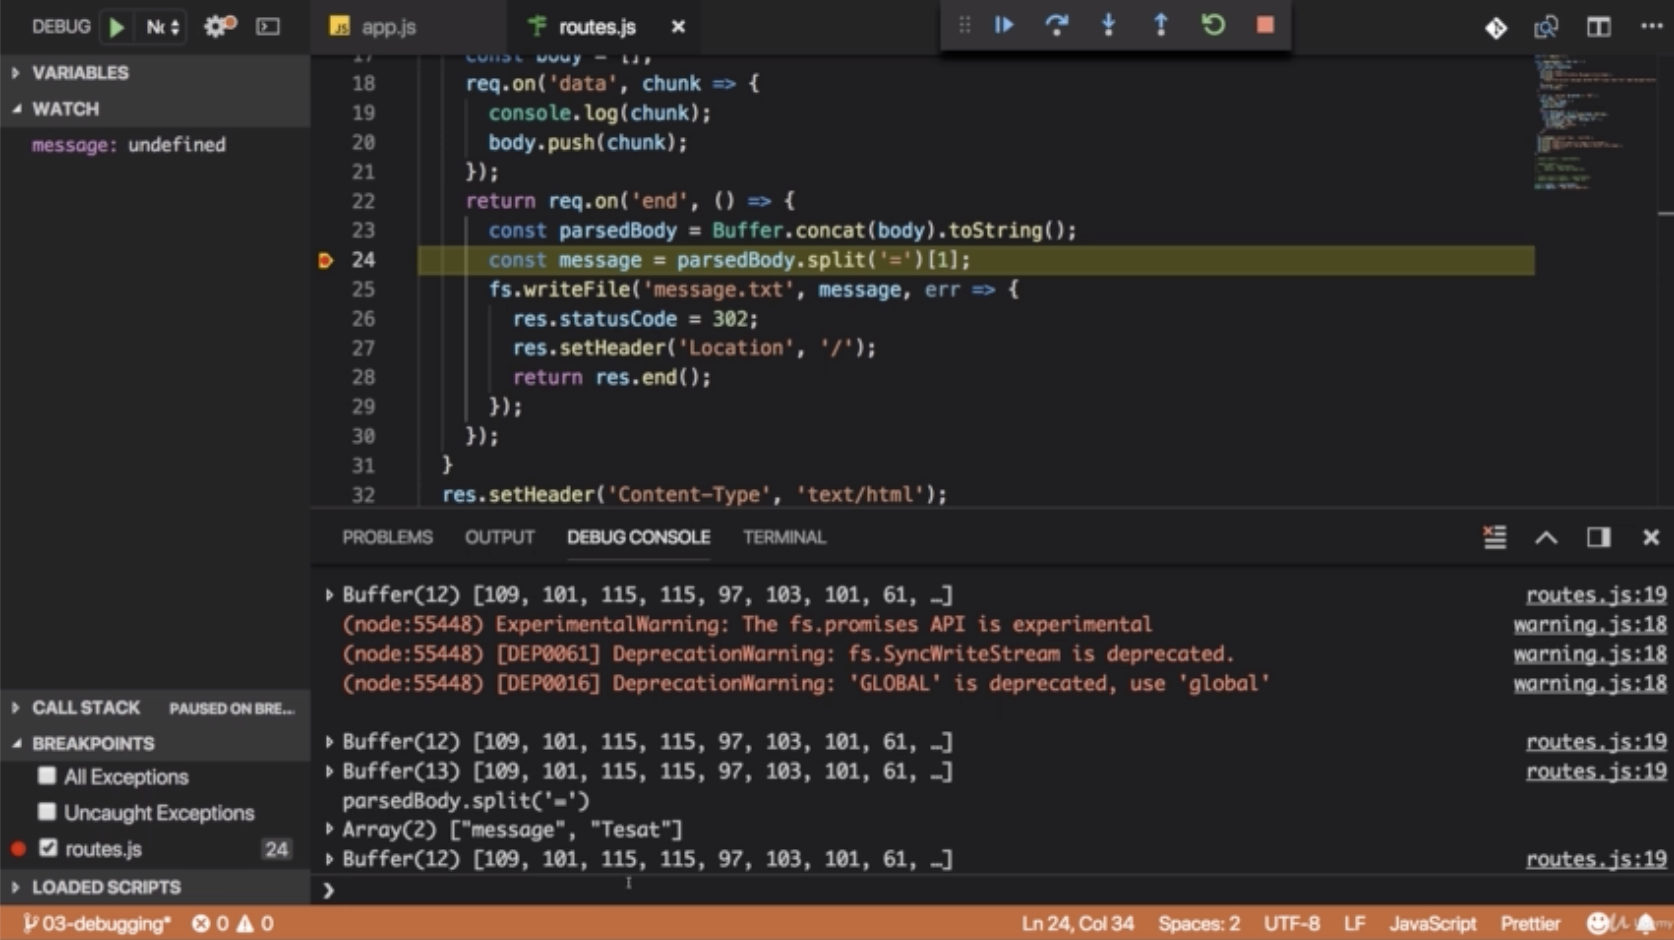 DEBUG
app.js
routes.js
VARIABLES
WATCH
message: undefined
17 const body = [];
18 req.on('data', chunk => {
19 console.log(chunk);
20 body.push(chunk);
21 });
22 return req.on('end', () => {
23 const parsedBody = Buffer.concat(body).toString();
24 const message = parsedBody.split('=')[1];
25 fs.writeFile('message.txt', message, err => {
26 res.statusCode = 302;
27 res.setHeader('Location', '/');
28 return res.end();
29 });
30 });
31 }
32 res.setHeader('Content-Type', 'text/html');
PROBLEMS OUTPUT DEBUG CONSOLE TERMINAL
Buffer(12) [109, 101, 115, 115, 97, 103, 101, 61, …] routes.js:19
(node:55448) ExperimentalWarning: The fs.promises API is experimental warning.js:18
(node:55448) [DEP0061] DeprecationWarning: fs.SyncWriteStream is deprecated. warning.js:18
(node:55448) [DEP0016] DeprecationWarning: 'GLOBAL' is deprecated, use 'global' warning.js:18
Buffer(12) [109, 101, 115, 115, 97, 103, 101, 61, …] routes.js:19
Buffer(13) [109, 101, 115, 115, 97, 103, 101, 61, …] routes.js:19
parsedBody.split('=')
Array(2) ["message", "Tesat"]
Buffer(12) [109, 101, 115, 115, 97, 103, 101, 61, …] routes.js:19
CALL STACK PAUSED ON BRE...
BREAKPOINTS
All Exceptions
Uncaught Exceptions
routes.js 24
LOADED SCRIPTS
03-debugging* 0 0 Ln 24, Col 34 Spaces: 2 UTF-8 LF JavaScript Prettier